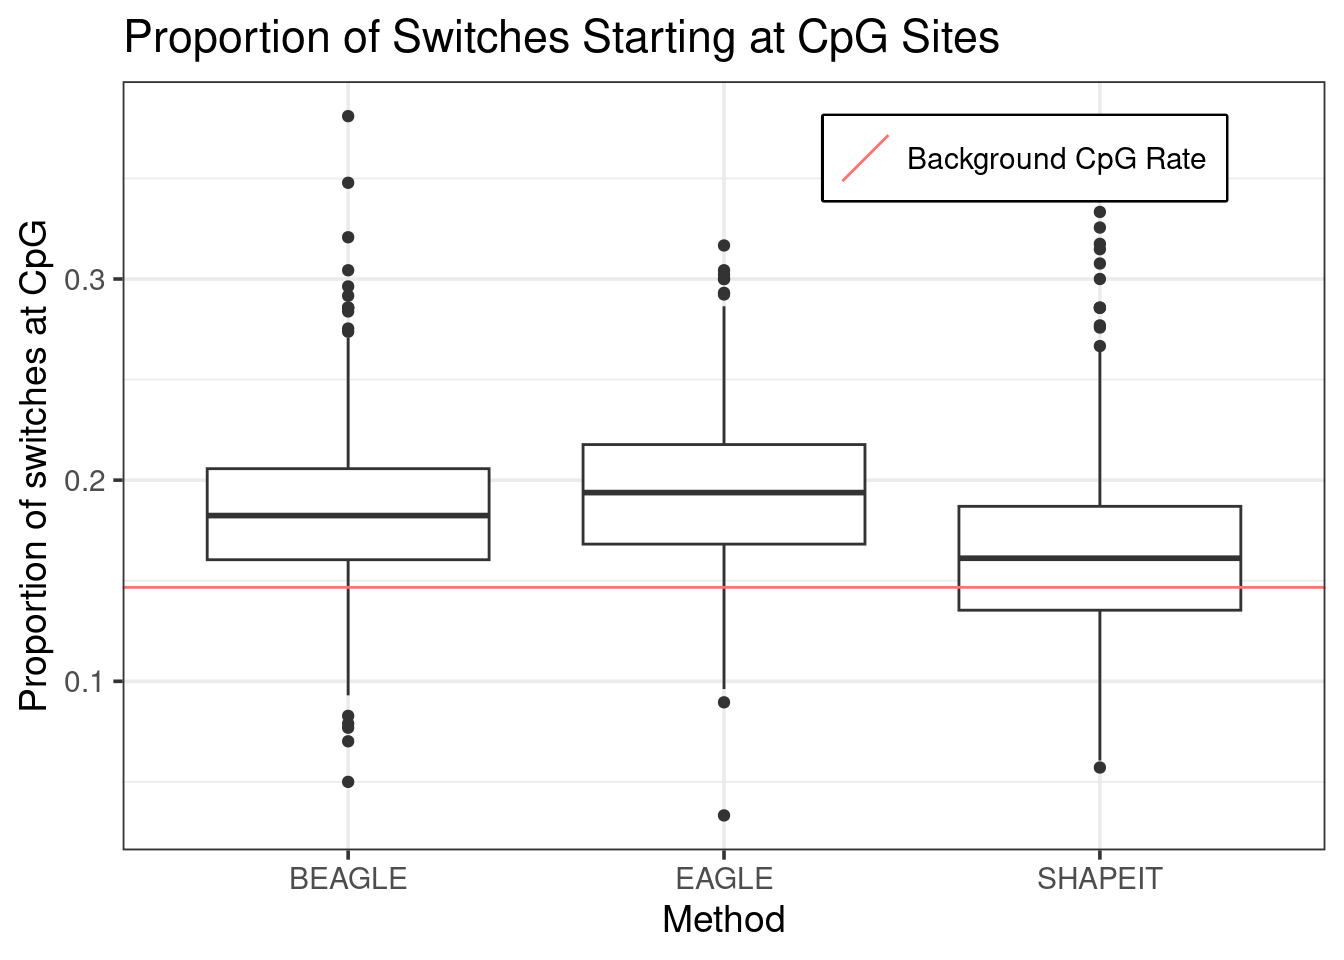 Proportion of Switches Starting at CpG Sites
Background CpG Rate
Proportion of switches at CpG
0.3
0.2
0.1
BEAGLE
EAGLE
SHAPEIT
Method